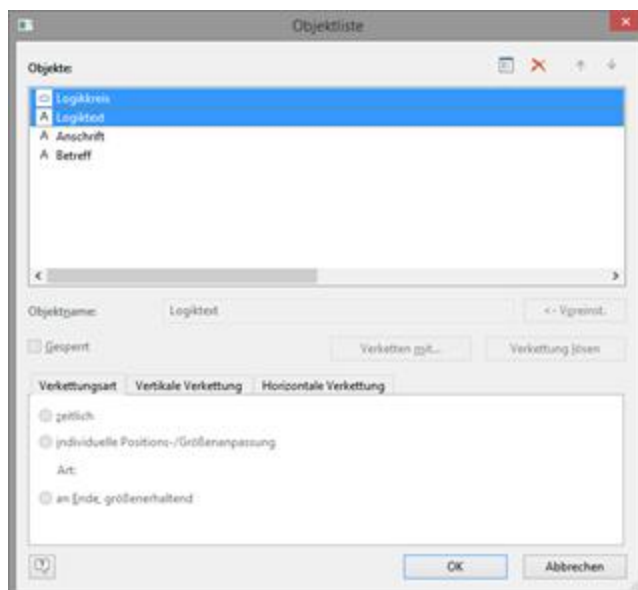 Objektliste
Objekte:
Logikkreis
A Logiktext
A Anschrift
A Betreff
Objektname: Logiktext <- Voreinst.
Gesperrt Verketten mit... Verkettung lösen
Verkettungsart Vertikale Verkettung Horizontale Verkettung
zeitlich
individuelle Positions-/Größenanpassung
Art:
an Ende, größenerhaltend
OK Abbrechen